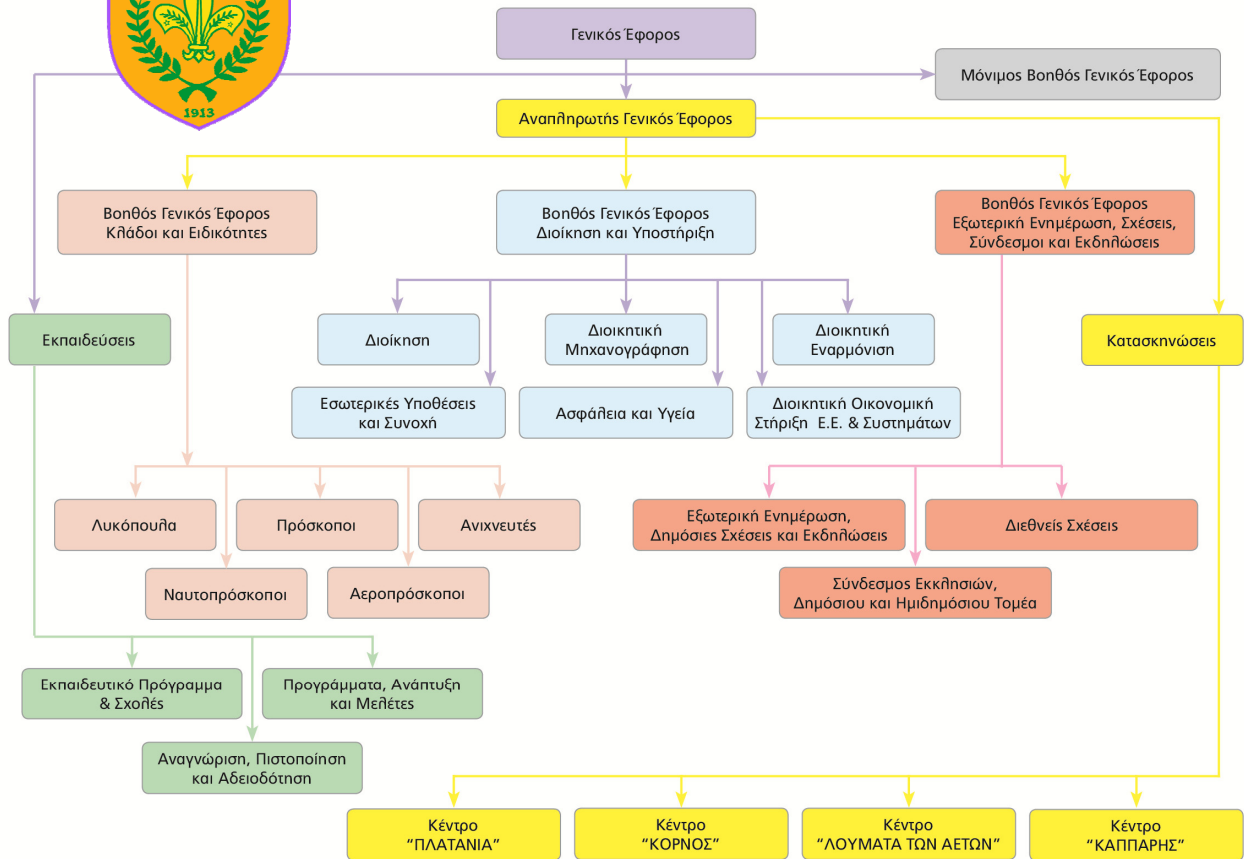 1913
Γενικός Έφορος
Μόνιμος Βοηθός Γενικός Έφορος
Αναπληρωτής Γενικός Έφορος
Βοηθός Γενικός Έφορος
Κλάδοι και Ειδικότητες
Βοηθός Γενικός Έφορος
Διοίκηση και Υποστήριξη
Βοηθός Γενικός Έφορος
Εξωτερική Ενημέρωση, Σχέσεις,
Σύνδεσμοι και Εκδηλώσεις
Εκπαιδεύσεις
Διοίκηση
Διοικητική
Μηχανογράφηση
Διοικητική
Εναρμόνιση
Κατασκηνώσεις
Εσωτερικές Υποθέσεις
και Συνοχή
Ασφάλεια και Υγεία
Διοικητική Οικονομική
Στήριξη Ε.Ε. & Συστημάτων
Λυκόπουλα
Πρόσκοποι
Ανιχνευτές
Εξωτερική Ενημέρωση,
Δημόσιες Σχέσεις και Εκδηλώσεις
Διεθνείς Σχέσεις
Ναυτοπρόσκοποι
Αεροπρόσκοποι
Σύνδεσμος Εκκλησιών,
Δημόσιου και Ημιδημόσιου Τομέα
Εκπαιδευτικό Πρόγραμμα
& Σχολές
Προγράμματα, Ανάπτυξη
και Μελέτες
Αναγνώριση, Πιστοποίηση
και Αδειοδότηση
Κέντρο
"ΠΛΑΤΑΝΙΑ"
Κέντρο
"ΚΟΡΝΟΣ"
Κέντρο
"ΛΟΥΜΑΤΑ ΤΩΝ ΑΕΤΩΝ"
Κέντρο
"ΚΑΠΠΑΡΗΣ"